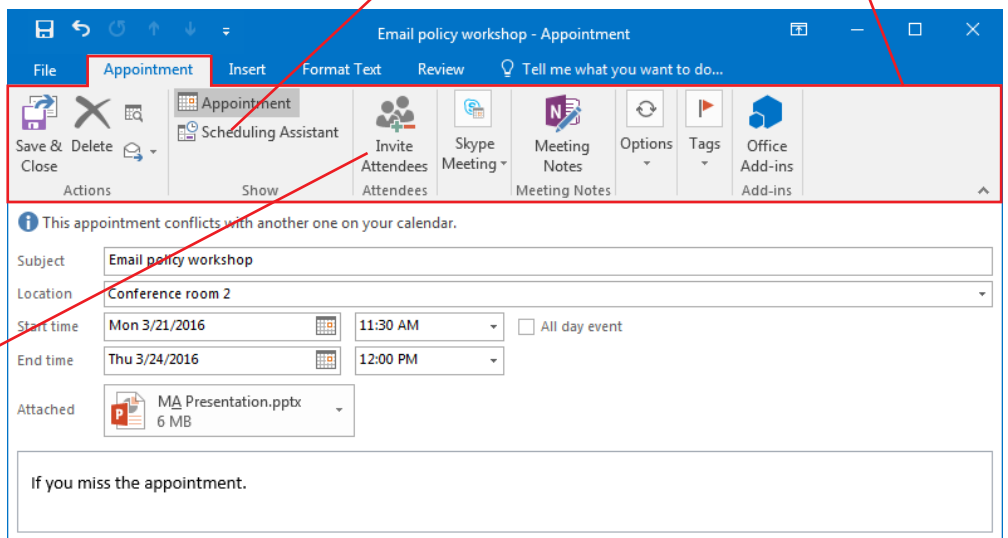 Email policy workshop - Appointment
File Appointment Insert Format Text Review Tell me what you want to do...
Appointment
Scheduling Assistant
Save & Close
Delete
Invite Attendees
Skype Meeting
Meeting Notes
Options
Tags
Office Add-ins
Actions Show Attendees Meeting Notes Add-ins
This appointment conflicts with another one on your calendar.
Subject Email policy workshop
Location Conference room 2
Start time Mon 3/21/2016 11:30 AM All day event
End time Thu 3/24/2016 12:00 PM
Attached MA Presentation.pptx
6 MB
If you miss the appointment.